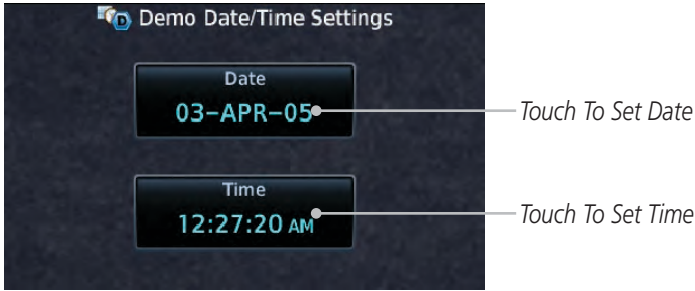 Demo Date/Time Settings
Date
03-APR-05
Touch To Set Date
Time
12:27:20 AM
Touch To Set Time